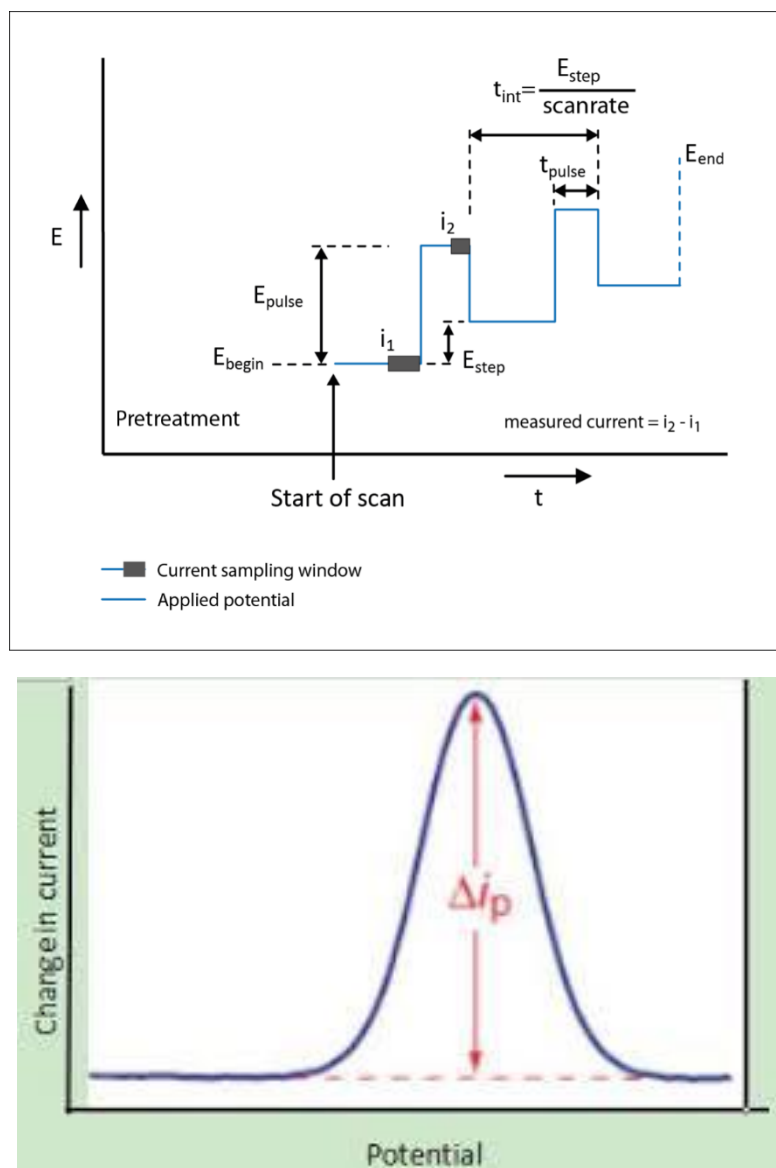 t_int = E_step / scanrate
t_pulse
E_end
i_2
E
E_pulse
i_1
E_begin
E_step
Pretreatment
measured current = i_2 - i_1
Start of scan
t
Current sampling window
Applied potential
Change in current
Δi_p
Potential